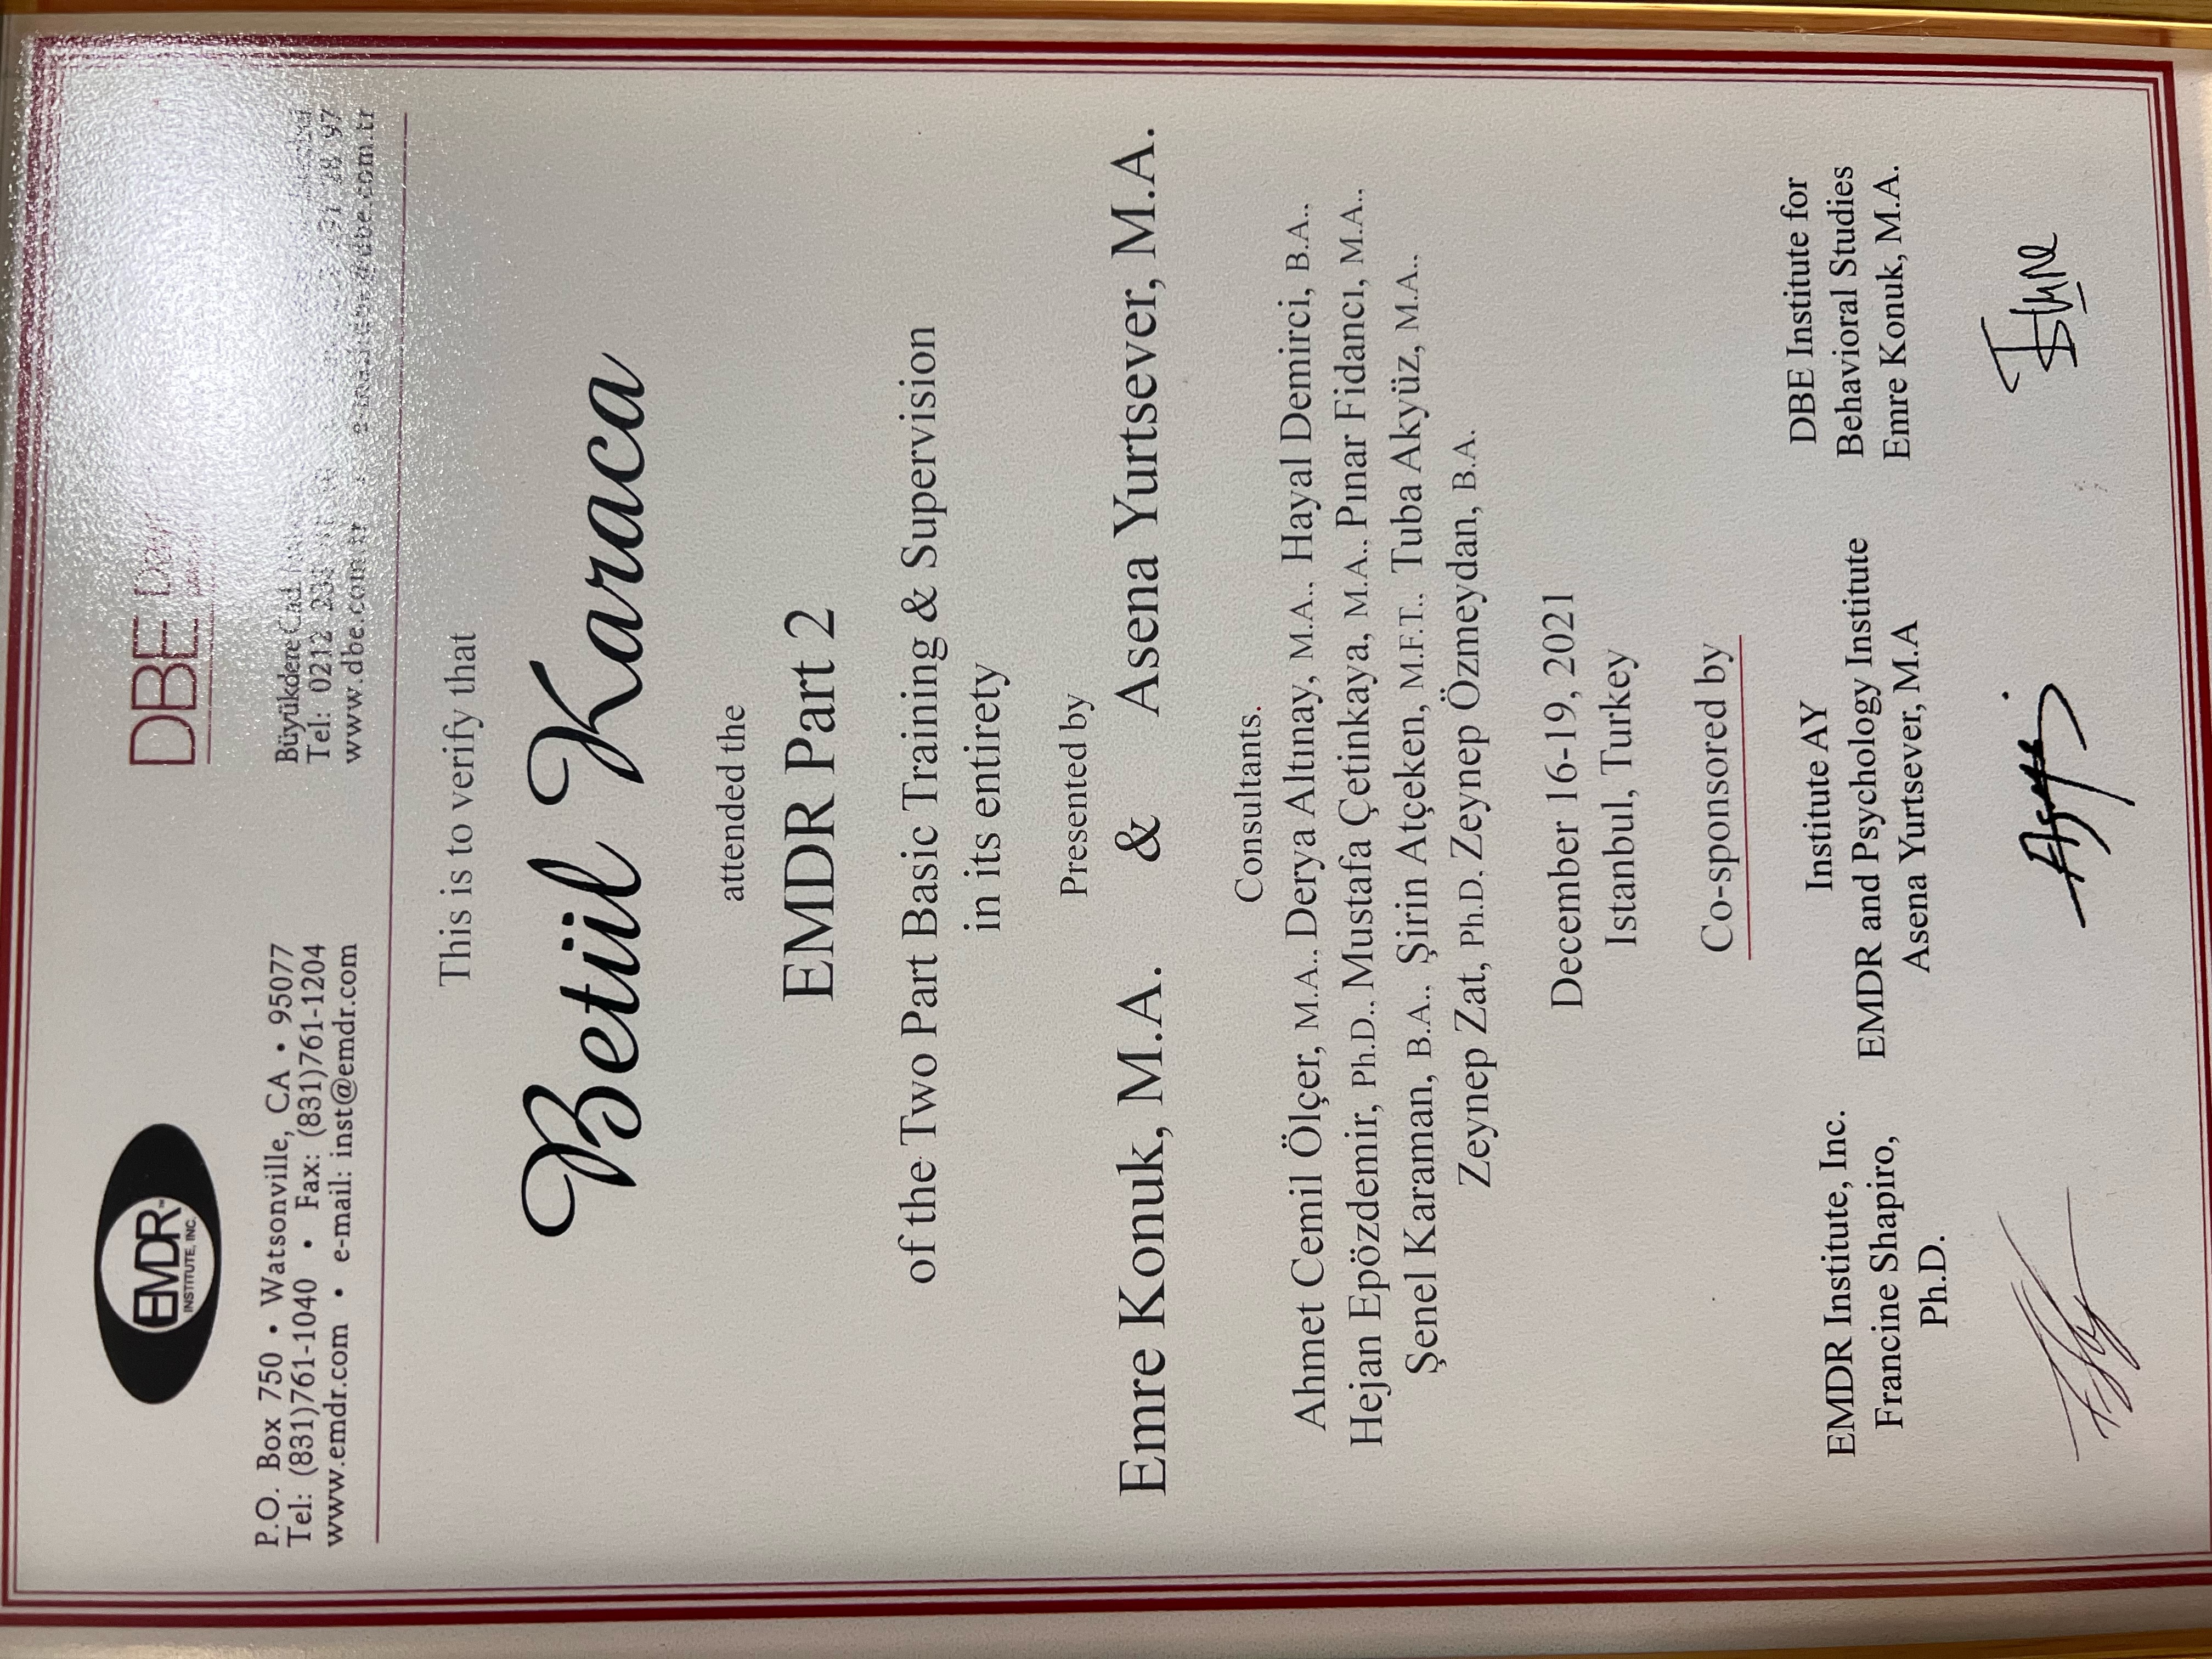 EMDR™
INSTITUTE, INC.
P.O. Box 750 • Watsonville, CA • 95077
Tel: (831)761-1040 • Fax: (831)761-1204
www.emdr.com • e-mail: inst@emdr.com
DBE
Büyükdere Cad.
Tel: 0212
www.dbe.com.tr
This is to verify that
Betül Karaca
attended the
EMDR Part 2
of the Two Part Basic Training & Supervision
in its entirety
Presented by
Emre Konuk, M.A. & Asena Yurtsever, M.A.
Consultants.
Ahmet Cemil Ölçer, M.A., Derya Altınay, M.A.. Hayal Demirci, B.A..
Hejan Epözdemir, Ph.D.. Mustafa Çetinkaya, M.A.. Pınar Fidancı, M.A..
Şenel Karaman, B.A.. Şirin Atçeken, M.F.T.. Tuba Akyüz, M.A..
Zeynep Zat, Ph.D. Zeynep Özmeydan, B.A.
December 16-19, 2021
Istanbul, Turkey
Co-sponsored by
EMDR Institute, Inc.
Francine Shapiro,
Ph.D.
Institute AY
EMDR and Psychology Institute
Asena Yurtsever, M.A
DBE Institute for
Behavioral Studies
Emre Konuk, M.A.